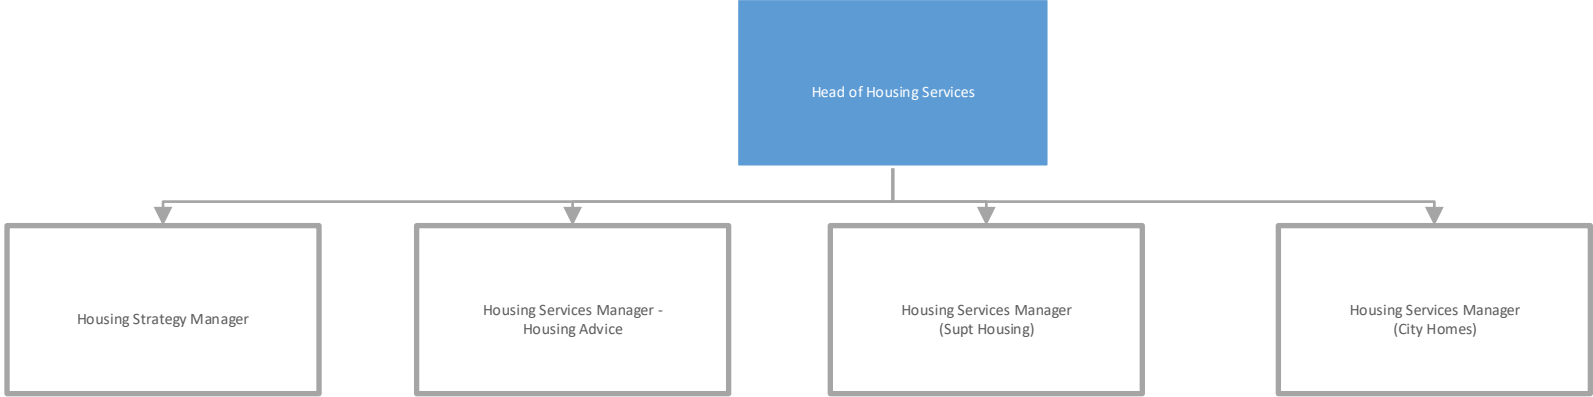 Head of Housing Services
Housing Strategy Manager
Housing Services Manager -
Housing Advice
Housing Services Manager
(Supt Housing)
Housing Services Manager
(City Homes)